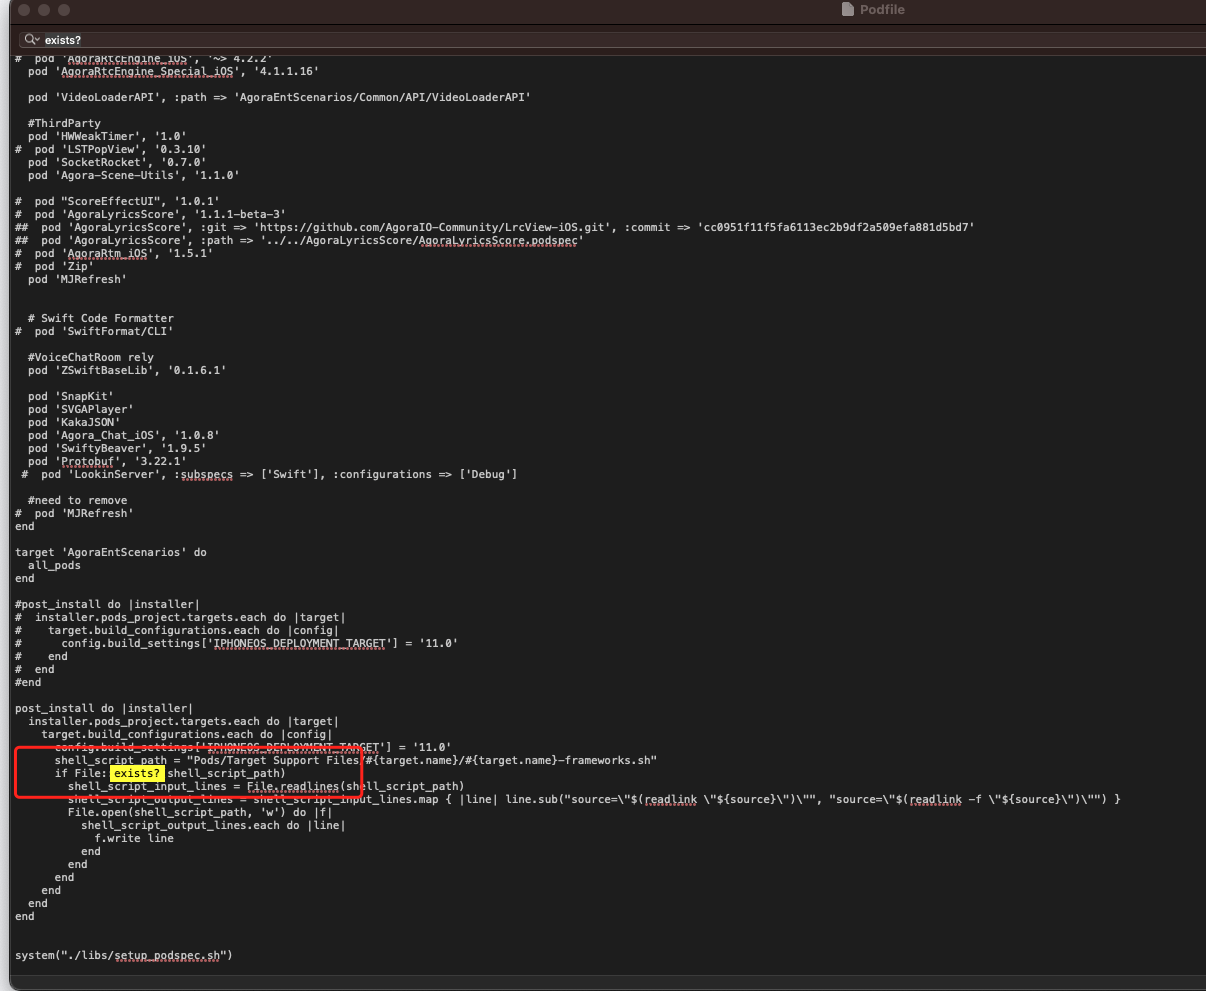 Podfile
exists?
#  pod 'AgoraRtcEngine_iOS', '~> 4.2.2'
  pod 'AgoraRtcEngine_Special_iOS', '4.1.1.16'
  pod 'VideoLoaderAPI', :path => 'AgoraEntScenarios/Common/API/VideoLoaderAPI'
  #ThirdParty
  pod 'HWWeakTimer', '1.0'
#  pod 'LSTPopView', '0.3.10'
  pod 'SocketRocket', '0.7.0'
  pod 'Agora-Scene-Utils', '1.1.0'
#  pod "ScoreEffectUI", '1.0.1'
#  pod 'AgoraLyricsScore', '1.1.1-beta-3'
##  pod 'AgoraLyricsScore', :git => 'https://github.com/AgoraIO-Community/LrcView-iOS.git', :commit => 'cc0951f11f5fa6113ec2b9df2a509efa881d5bd7'
##  pod 'AgoraLyricsScore', :path => '../../AgoraLyricsScore/AgoraLyricsScore.podspec'
#  pod 'AgoraRtm_iOS', '1.5.1'
#  pod 'Zip'
  pod 'MJRefresh'
  # Swift Code Formatter
#  pod 'SwiftFormat/CLI'
  #VoiceChatRoom rely
  pod 'ZSwiftBaseLib', '0.1.6.1'
  pod 'SnapKit'
  pod 'SVGAPlayer'
  pod 'KakaJSON'
  pod 'Agora_Chat_iOS', '1.0.8'
  pod 'SwiftyBeaver', '1.9.5'
  pod 'Protobuf', '3.22.1'
 #  pod 'LookinServer', :subspecs => ['Swift'], :configurations => ['Debug']
  #need to remove
#  pod 'MJRefresh'
end
target 'AgoraEntScenarios' do
  all_pods
end
#post_install do |installer|
#  installer.pods_project.targets.each do |target|
#    target.build_configurations.each do |config|
#      config.build_settings['IPHONEOS_DEPLOYMENT_TARGET'] = '11.0'
#    end
#  end
#end
post_install do |installer|
  installer.pods_project.targets.each do |target|
    target.build_configurations.each do |config|
      config.build_settings['IPHONEOS_DEPLOYMENT_TARGET'] = '11.0'
      shell_script_path = "Pods/Target Support Files/#{target.name}/#{target.name}-frameworks.sh"
      if File::exists?(shell_script_path)
        shell_script_input_lines = File.readlines(shell_script_path)
        shell_script_output_lines = shell_script_input_lines.map { |line| line.sub("source=\"$(readlink \"${source}\")\"", "source=\"$(readlink -f \"${source}\")\"") }
        File.open(shell_script_path, 'w') do |f|
          shell_script_output_lines.each do |line|
            f.write line
          end
        end
      end
    end
  end
end
system("./libs/setup_podspec.sh")